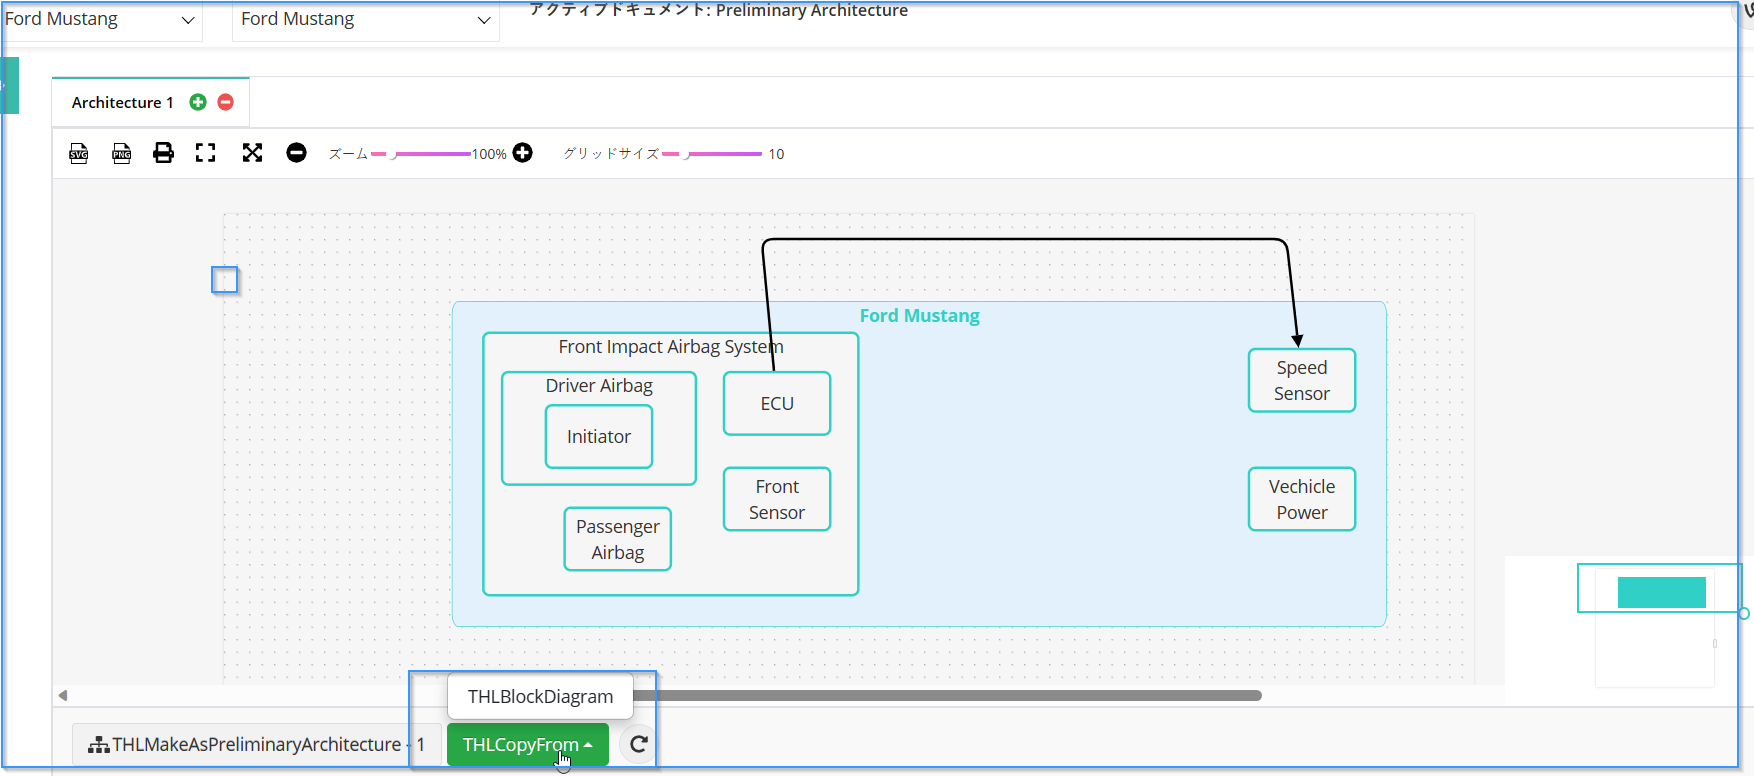 Ford Mustang
Ford Mustang
アクティブドキュメント: Preliminary Architecture
Architecture 1
SVG
PNG
ズーム
100%
グリッドサイズ
10
Ford Mustang
Front Impact Airbag System
Driver Airbag
Initiator
ECU
Speed
Sensor
Passenger
Airbag
Front
Sensor
Vechicle
Power
THLBlockDiagram
THLMakeAsPreliminaryArchitecture - 1
THLCopyFrom